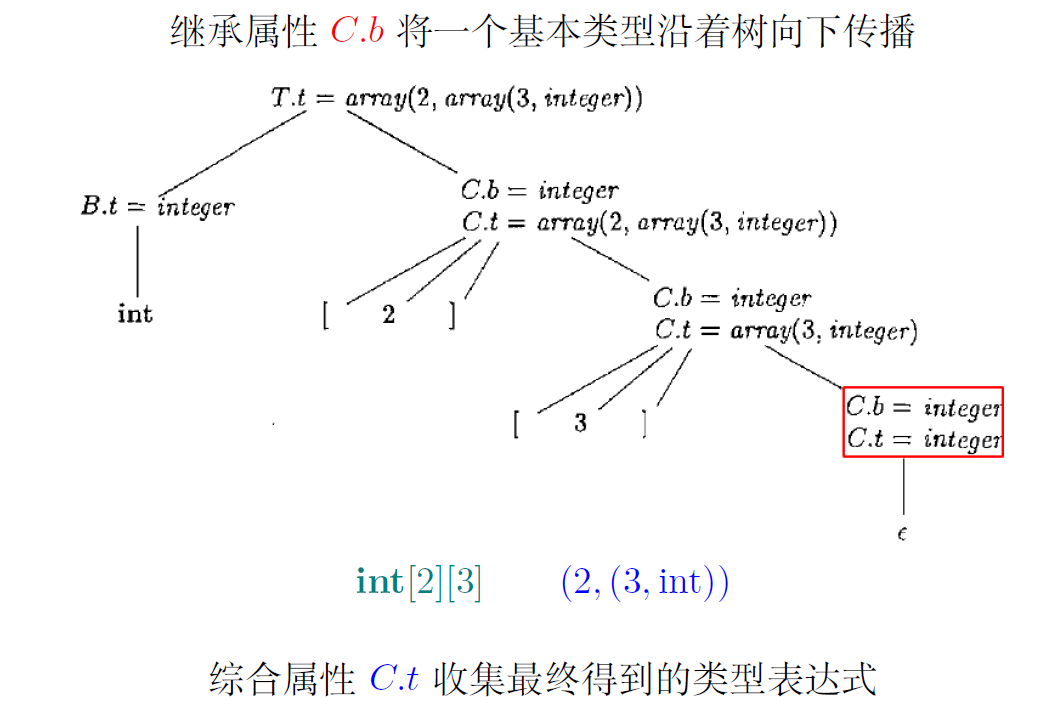 继承属性 C.b 将一个基本类型沿着树向下传播
T.t = array(2, array(3, integer))
B.t = integer
C.b = integer
C.t = array(2, array(3, integer))
int
[ 2 ]
C.b = integer
C.t = array(3, integer)
[ 3 ]
C.b = integer
C.t = integer
ϵ
int[2][3] (2, (3, int))
综合属性 C.t 收集最终得到的类型表达式